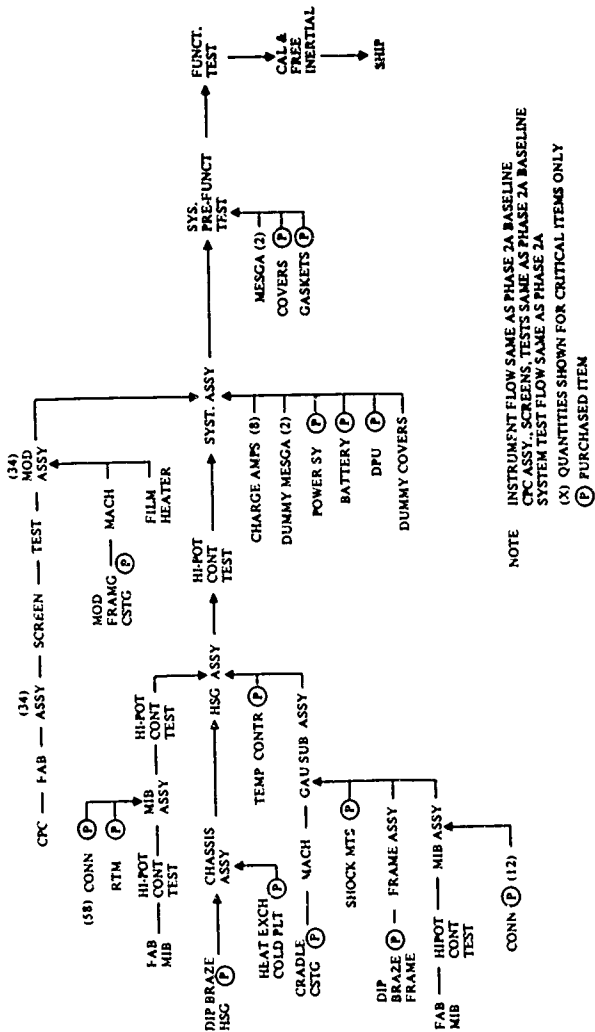 CPC — FAB — ASSY — SCREEN — TEST — MOD ASSY
(34)
(34)
MOD
FRAMG
CSTG
P
MACH
FILM
HEATER
(58) CONN P
RTM P
FAB
MIB
HI-POT
CONT
TEST
MIB
ASSY
HI-POT
CONT
TEST
DIP BRAZE
HSG P
CHASSIS
ASSY
HSG ASSY
HI-POT
CONT
TEST
SYST. ASSY
SYS.
PRE-FUNCT
TEST
FUNCT.
TEST
CAL &
FREE
INERTIAL
SHIP
HEAT EXCH
COLD PLT P
TEMP CONTR P
CRADLE
CSTG P
MACH
GAU SUB ASSY
SHOCK MTS P
DIP
BRAZE P
FRAME
FRAME ASSY
FAB
MIB
HIPOT
CONT
TEST
MIB ASSY
CONN P (12)
CHARGE AMPS (8)
DUMMY MESGA (2)
POWER SY P
BATTERY P
DPU P
DUMMY COVERS
MESGA (2)
COVERS P
GASKETS P
NOTE INSTRUMENT FLOW SAME AS PHASE 2A BASELINE
CPC ASSY., SCREENS, TESTS SAME AS PHASE 2A BASELINE
SYSTEM TEST FLOW SAME AS PHASE 2A
(X) QUANTITIES SHOWN FOR CRITICAL ITEMS ONLY
P PURCHASED ITEM